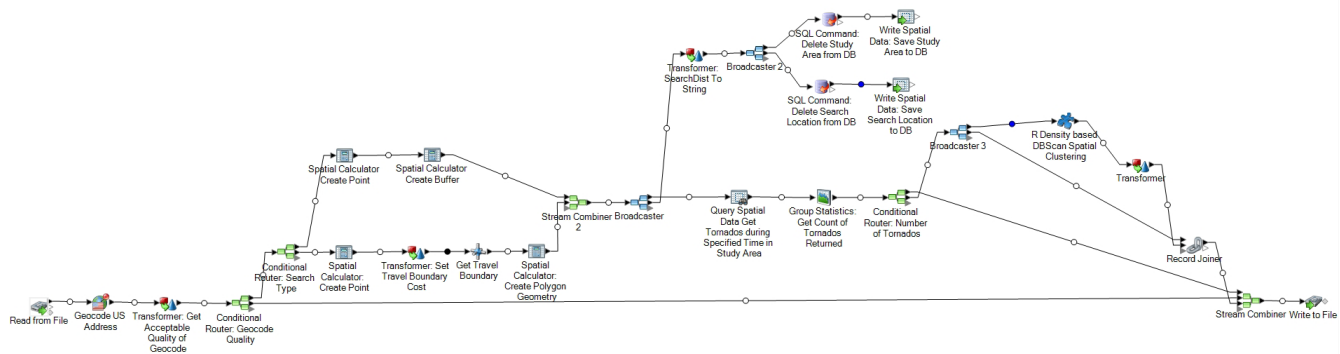 SQL Command:
Delete Study
Area from DB
Write Spatial
Data: Save Study
Area to DB
Transformer:
SearchDist To
String
Broadcaster 2
SQL Command:
Delete Search
Location from DB
Write Spatial
Data: Save
Search Location
to DB
Broadcaster 3
R Density based
DBScan Spatial
Clustering
Transformer
Spatial Calculator
Create Point
Spatial Calculator
Create Buffer
Stream Combiner
2
Broadcaster
Query Spatial
Data Get
Tornados during
Specified Time in
Study Area
Group Statistics:
Get Count of
Tornados
Returned
Conditional
Router: Number
of Tornados
Record Joiner
Conditional
Router: Search
Type
Spatial
Calculator:
Create Point
Transformer: Set
Travel Boundary
Cost
Get Travel
Boundary
Spatial
Calculator:
Create Polygon
Geometry
Read from File
Geocode US
Address
Transformer: Get
Acceptable
Quality of
Geocode
Conditional
Router: Geocode
Quality
Stream Combiner
Write to File